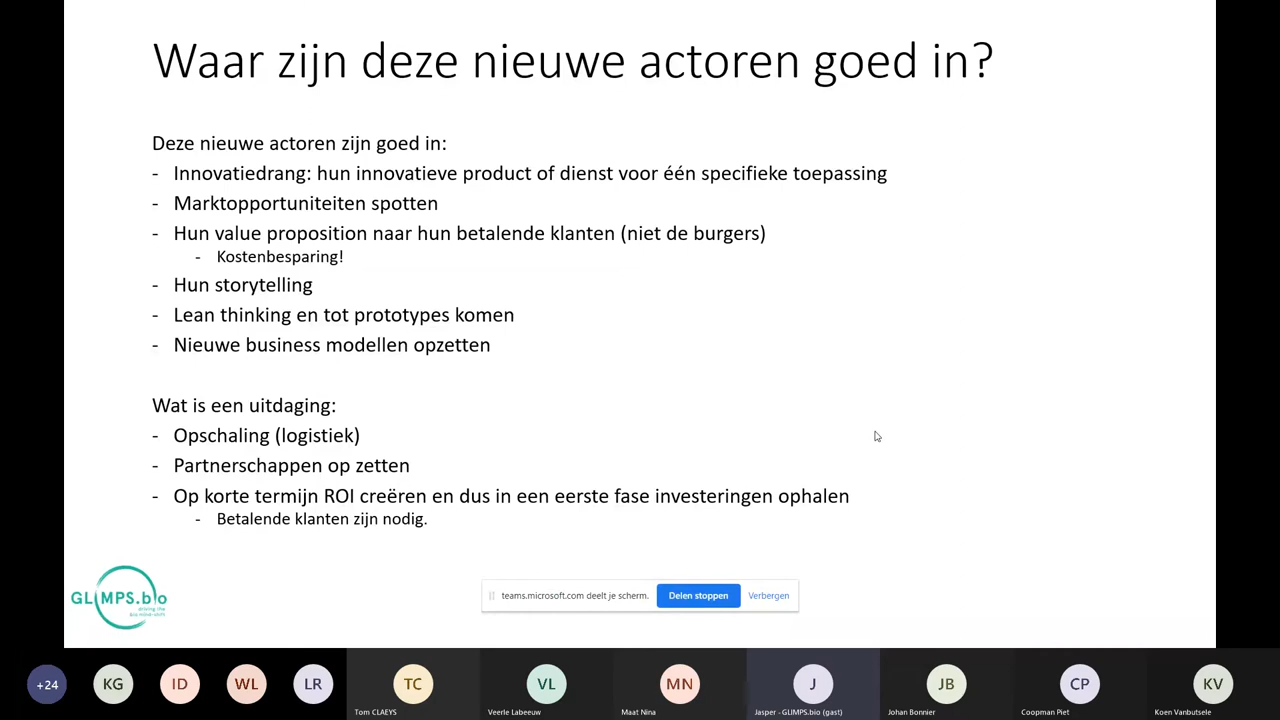 Waar zijn deze nieuwe actoren goed in?
Deze nieuwe actoren zijn goed in:
- Innovatiedrang: hun innovatieve product of dienst voor één specifieke toepassing
- Marktopportuniteiten spotten
- Hun value proposition naar hun betalende klanten (niet de burgers)
- Kostenbesparing!
- Hun storytelling
- Lean thinking en tot prototypes komen
- Nieuwe business modellen opzetten
Wat is een uitdaging:
- Opschaling (logistiek)
- Partnerschappen op zetten
- Op korte termijn ROI creëren en dus in een eerste fase investeringen ophalen
- Betalende klanten zijn nodig.
GLIMPS.bio
driving the
bio move-shift
teams.microsoft.com deelt je scherm. Delen stoppen Verbergen
+24 KG ID WL LR TC VL MN J JB CP KV
Tom CLAEYS Veerle Labeeuw Maat Nina Jasper - GLIMPS.bio (gast) Johan Bonnier Coopman Piet Koen Vanbutsele